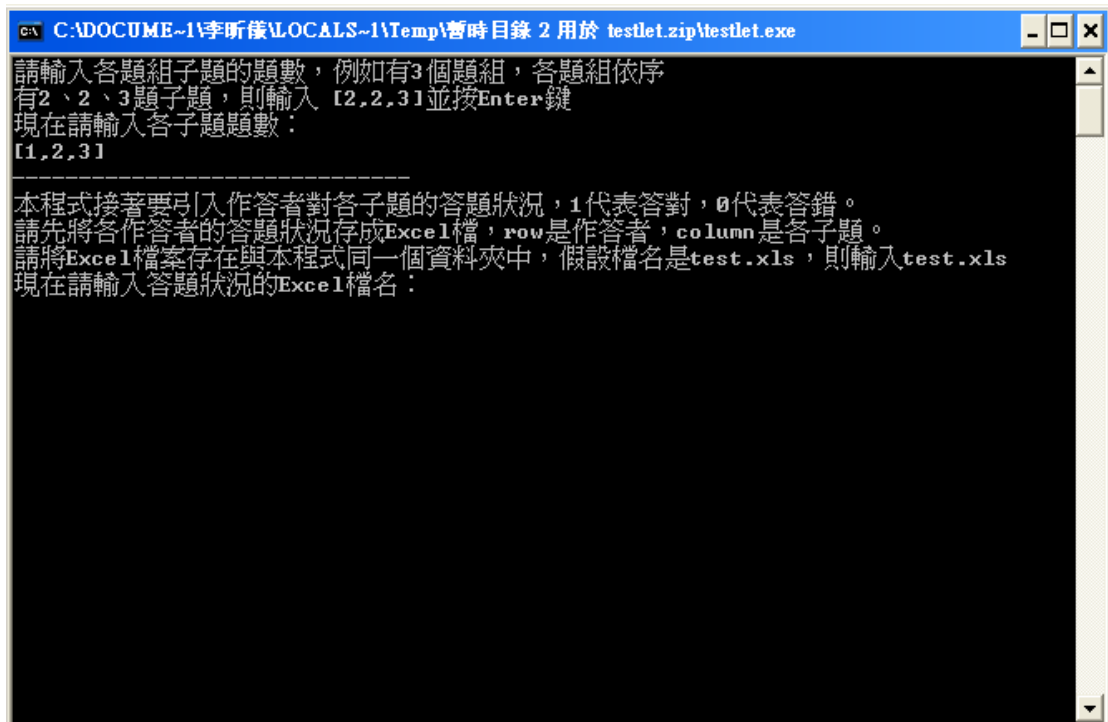 C:\DOCUME~1\李昕儀\LOCALS~1\Temp\暫時目錄 2 用於 testlet.zip\testlet.exe
請輸入各題組子題的題數，例如有3個題組，各題組依序
有2、2、3題子題，則輸入 [2,2,3]並按Enter鍵
現在請輸入各子題題數：
[1,2,3]
------------------------------
本程式接著要引入作答者對各子題的答題狀況，1代表答對，0代表答錯。
請先將各作答者的答題狀況存成Excel檔，row是作答者，column是各子題。
請將Excel檔案存在與本程式同一個資料夾中，假設檔名是test.xls，則輸入test.xls
現在請輸入答題狀況的Excel檔名：